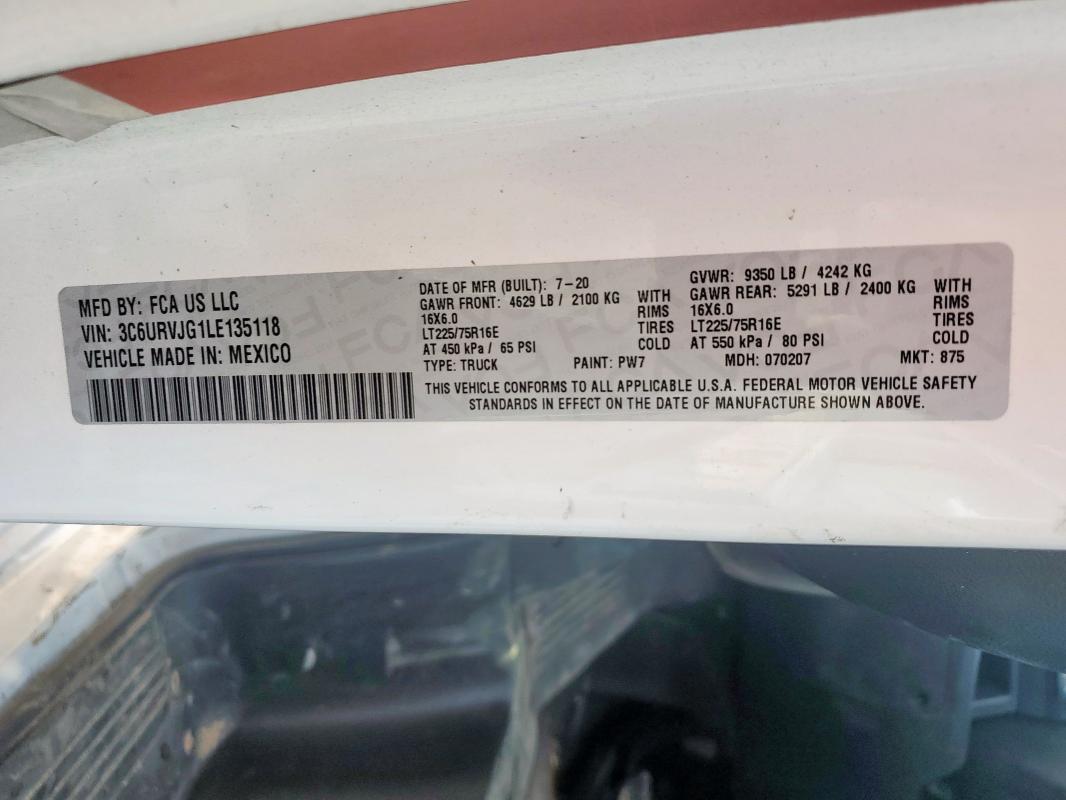 MFD BY: FCA US LLC
VIN: 3C6URVJG1LE135118
VEHICLE MADE IN: MEXICO
DATE OF MFR (BUILT): 7-20
GAWR FRONT: 4629 LB / 2100 KG WITH
16X6.0 RIMS
LT225/75R16E TIRES
AT 450 kPa / 65 PSI COLD
GVWR: 9350 LB / 4242 KG
GAWR REAR: 5291 LB / 2400 KG WITH
16X6.0 RIMS
LT225/75R16E TIRES
AT 550 kPa / 80 PSI COLD
TYPE: TRUCK PAINT: PW7 MDH: 070207 MKT: 875
THIS VEHICLE CONFORMS TO ALL APPLICABLE U.S.A. FEDERAL MOTOR VEHICLE SAFETY
STANDARDS IN EFFECT ON THE DATE OF MANUFACTURE SHOWN ABOVE.